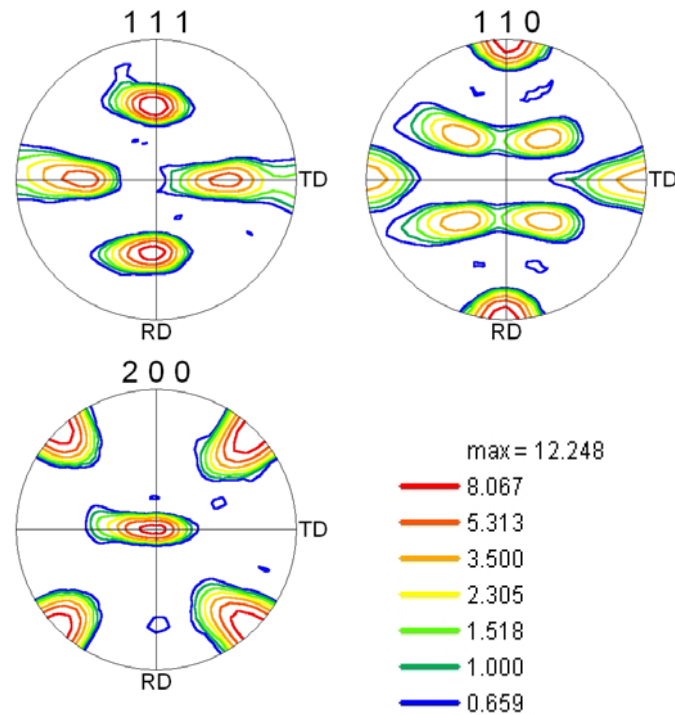 1 1 1
TD
RD
1 1 0
TD
RD
2 0 0
TD
RD
max = 12.248
8.067
5.313
3.500
2.305
1.518
1.000
0.659